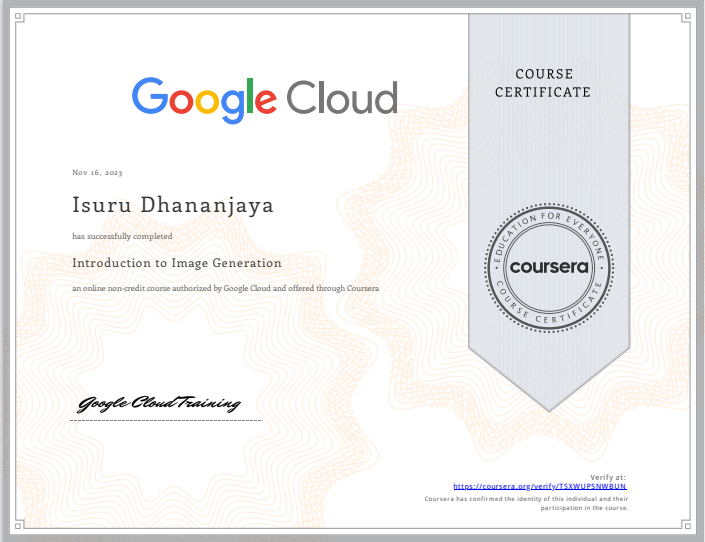 Google Cloud
COURSE
CERTIFICATE
Nov 16, 2023
Isuru Dhananjaya
has successfully completed
Introduction to Image Generation
an online non-credit course authorized by Google Cloud and offered through Coursera
EDUCATION FOR EVERYONE
coursera
COURSE CERTIFICATE
Google Cloud Training
Verify at:
https://coursera.org/verify/TSXWUPSNWBUN
Coursera has confirmed the identity of this individual and their
participation in the course.